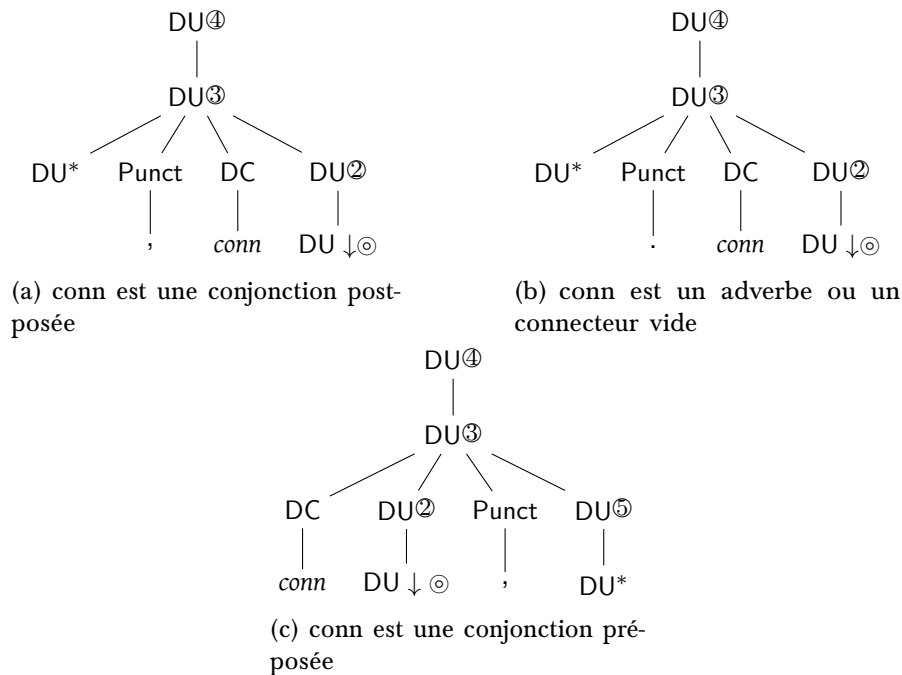 DU④ DU④
DU③ DU③
DU* Punct DC DU② DU* Punct DC DU②
, conn DU ↓◎ . conn DU ↓◎
(a) conn est une conjonction post-
posée
(b) conn est un adverbe ou un
connecteur vide
DU④
DU③
DC DU② Punct DU⑤
conn DU ↓ ◎ , DU*
(c) conn est une conjonction pré-
posée